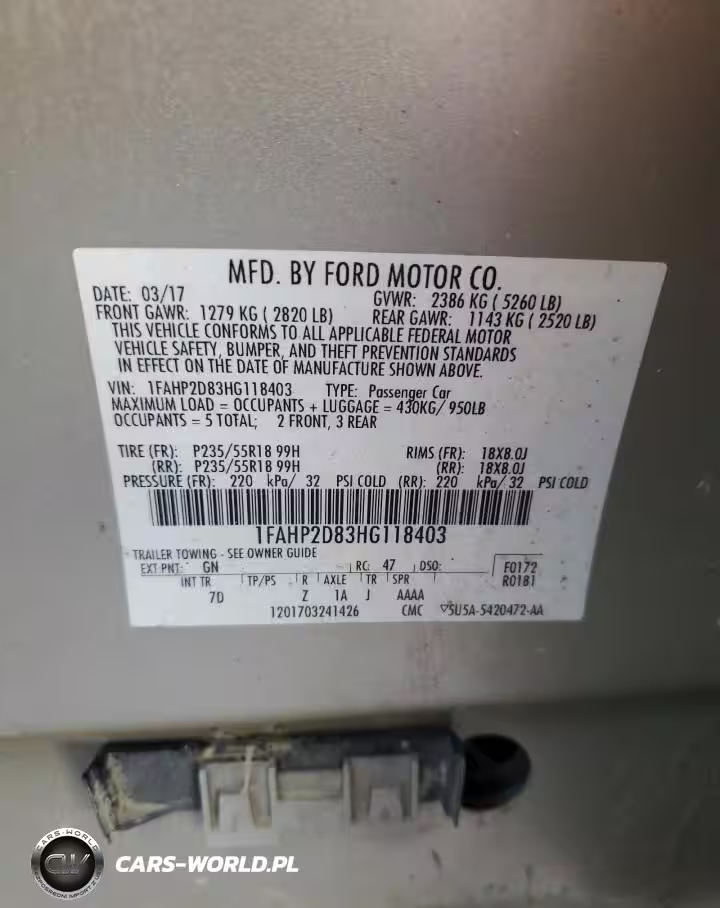 MFD. BY FORD MOTOR CO.
DATE: 03/17 GVWR: 2386 KG ( 5260 LB)
FRONT GAWR: 1279 KG ( 2820 LB) REAR GAWR: 1143 KG ( 2520 LB)
THIS VEHICLE CONFORMS TO ALL APPLICABLE FEDERAL MOTOR
VEHICLE SAFETY, BUMPER, AND THEFT PREVENTION STANDARDS
IN EFFECT ON THE DATE OF MANUFACTURE SHOWN ABOVE.
VIN: 1FAHP2D83HG118403 TYPE: Passenger Car
MAXIMUM LOAD = OCCUPANTS + LUGGAGE = 430KG/ 950LB
OCCUPANTS = 5 TOTAL; 2 FRONT, 3 REAR
TIRE (FR): P235/55R18 99H RIMS (FR): 18X8.0J
(RR): P235/55R18 99H (RR): 18X8.0J
PRESSURE (FR): 220 kPa/ 32 PSI COLD (RR): 220 kPa/ 32 PSI COLD
1FAHP2D83HG118403
TRAILER TOWING - SEE OWNER GUIDE
EXT PNT: GN RC: 47 DSO: F0172
INT TR TP/PS R AXLE TR SPR R0181
7D Z 1A J AAAA
1201703241426 CMC ▽5U5A-5420472-AA
CARS-WORLD
CW
CARS-WORLD.PL